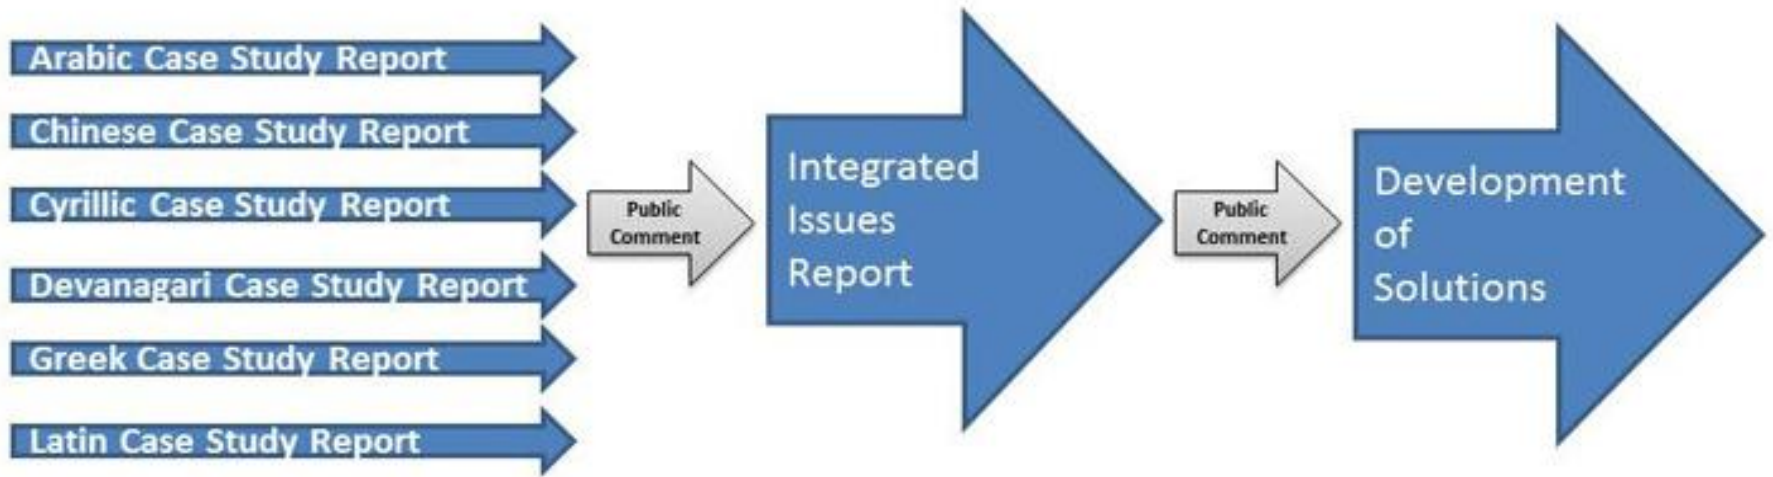 Arabic Case Study Report
Chinese Case Study Report
Cyrillic Case Study Report
Devanagari Case Study Report
Greek Case Study Report
Latin Case Study Report
Public
Comment
Integrated
Issues
Report
Public
Comment
Development
of
Solutions